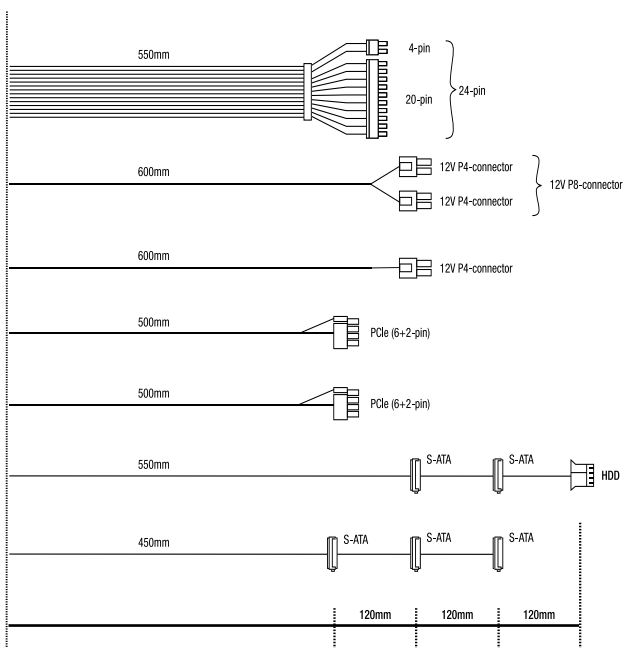 550mm
4-pin
20-pin
24-pin
600mm
12V P4-connector
12V P4-connector
12V P8-connector
600mm
12V P4-connector
500mm
PCIe (6+2-pin)
500mm
PCIe (6+2-pin)
550mm
S-ATA
S-ATA
HDD
450mm
S-ATA
S-ATA
S-ATA
120mm
120mm
120mm